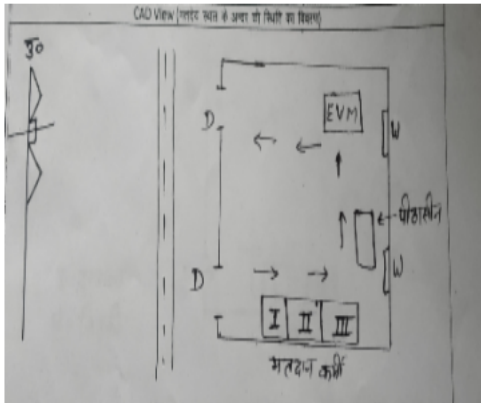 CAD View (मतदेय स्थल के अन्दर की स्थिति का विवरण)
उ०
D
EVM
W
पीठासीन
D
W
I II III
मतदान कर्मी